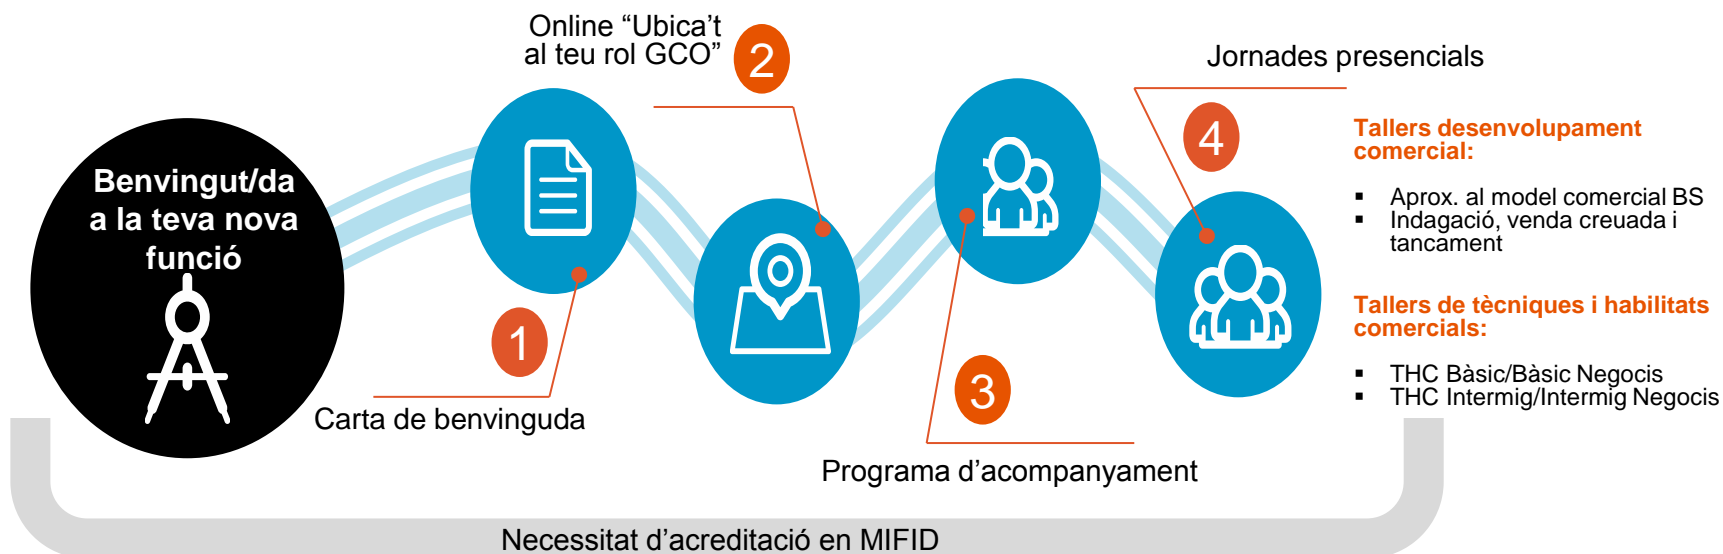 Benvingut/da
a la teva nova
funció
1
Carta de benvinguda
Online “Ubica’t
al teu rol GCO”
2
3
Programa d’acompanyament
Jornades presencials
4
Tallers desenvolupament
comercial:
▪ Aprox. al model comercial BS
▪ Indagació, venda creuada i
tancament
Tallers de tècniques i habilitats
comercials:
▪ THC Bàsic/Bàsic Negocis
▪ THC Intermig/Intermig Negocis
Necessitat d’acreditació en MIFID